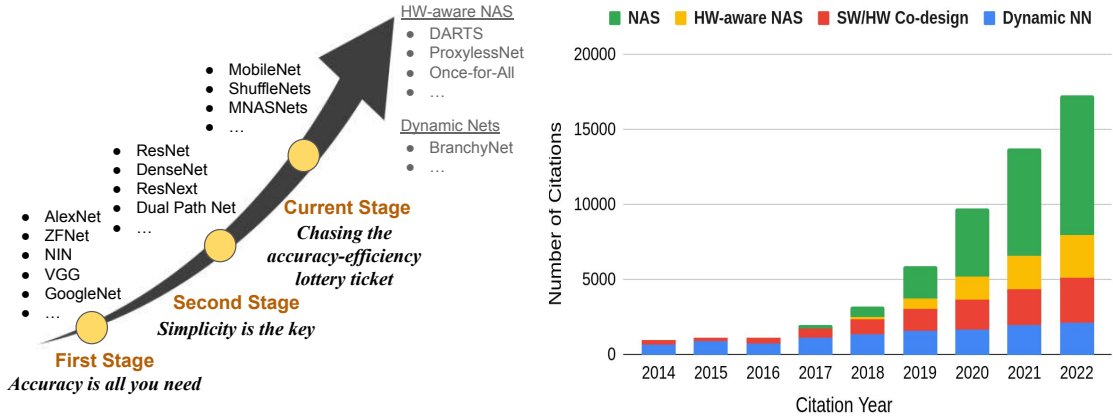 HW-aware NAS
● DARTS
● ProxylessNet
● Once-for-All
● ...
Dynamic Nets
● BranchyNet
● ...
● MobileNet
● ShuffleNets
● MNASNets
● ...
● ResNet
● DenseNet
● ResNext
● Dual Path Net
● ...
● AlexNet
● ZFNet
● NIN
● VGG
● GoogleNet
● ...
Current Stage
Chasing the
accuracy-efficiency
lottery ticket
Second Stage
Simplicity is the key
First Stage
Accuracy is all you need
NAS HW-aware NAS SW/HW Co-design Dynamic NN
Number of Citations
20000
15000
10000
5000
0
2014 2015 2016 2017 2018 2019 2020 2021 2022
Citation Year